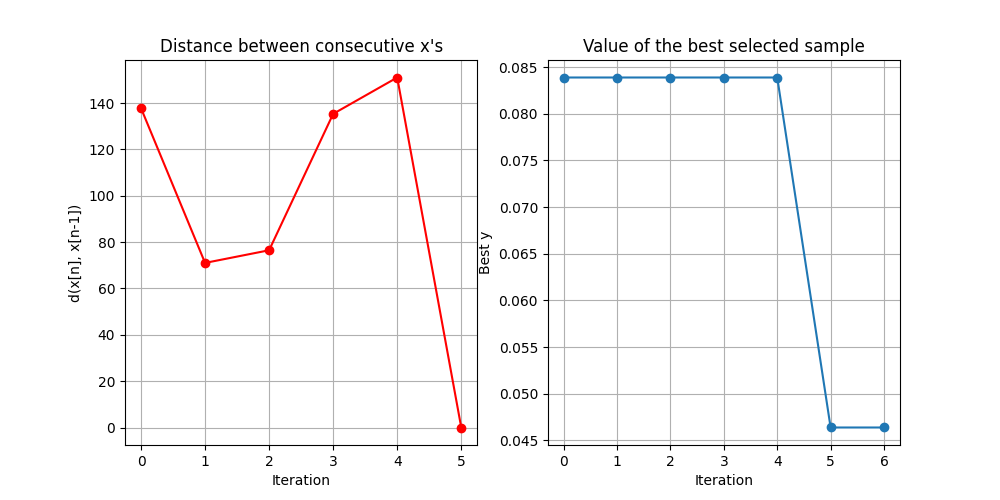 Distance between consecutive x's
d(x[n], x[n-1])
140
120
100
80
60
40
20
0
0 1 2 3 4 5
Iteration
Value of the best selected sample
Best y
0.085
0.080
0.075
0.070
0.065
0.060
0.055
0.050
0.045
0 1 2 3 4 5 6
Iteration